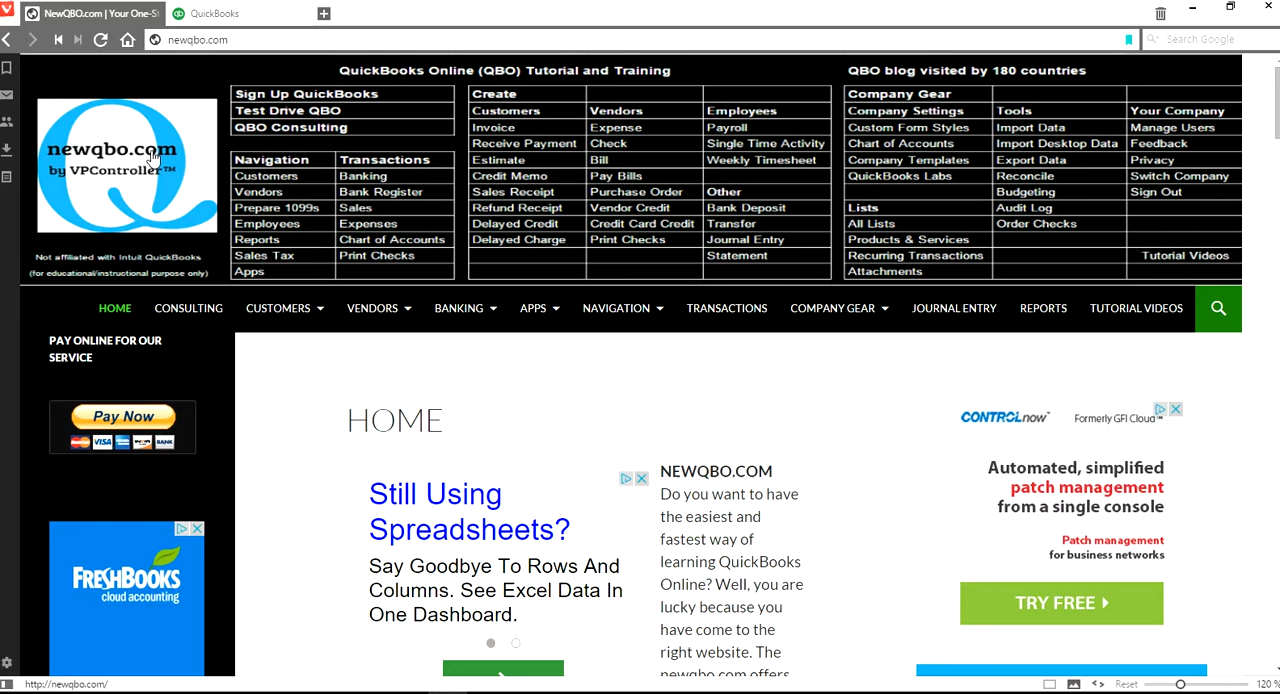 NewQBO.com | Your One-S
QuickBooks
newqbo.com
Search Google
QuickBooks Online (QBO) Tutorial and Training
QBO blog visited by 180 countries
newqbo.com
by VPController™
Not affiliated with Intuit QuickBooks
(for educational/instructional purpose only)
Sign Up QuickBooks
Test Drive QBO
QBO Consulting
Navigation Transactions
Customers Banking
Vendors Bank Register
Prepare 1099s Sales
Employees Expenses
Reports Chart of Accounts
Sales Tax Print Checks
Apps
Create
Customers Vendors Employees
Invoice Expense Payroll
Receive Payment Check Single Time Activity
Estimate Bill Weekly Timesheet
Credit Memo Pay Bills
Sales Receipt Purchase Order Other
Refund Receipt Vendor Credit Bank Deposit
Delayed Credit Credit Card Credit Transfer
Delayed Charge Print Checks Journal Entry
Statement
Company Gear
Company Settings Tools Your Company
Custom Form Styles Import Data Manage Users
Chart of Accounts Import Desktop Data Feedback
Company Templates Export Data Privacy
QuickBooks Labs Reconcile Switch Company
Budgeting Sign Out
Lists Audit Log
All Lists Order Checks
Products & Services
Recurring Transactions Tutorial Videos
Attachments
HOME CONSULTING CUSTOMERS VENDORS BANKING APPS NAVIGATION TRANSACTIONS COMPANY GEAR JOURNAL ENTRY REPORTS TUTORIAL VIDEOS
PAY ONLINE FOR OUR
SERVICE
Pay Now
VISA
BANK
FRESHBOOKS
cloud accounting
HOME
Still Using
Spreadsheets?
Say Goodbye To Rows And
Columns. See Excel Data In
One Dashboard.
NEWQBO.COM
Do you want to have
the easiest and
fastest way of
learning QuickBooks
Online? Well, you are
lucky because you
have come to the
right website. The
newqbo.com offers
CONTROLnow™ Formerly GFI Cloud™
Automated, simplified
patch management
from a single console
Patch management
for business networks
TRY FREE
http://newqbo.com/
Reset
120 %